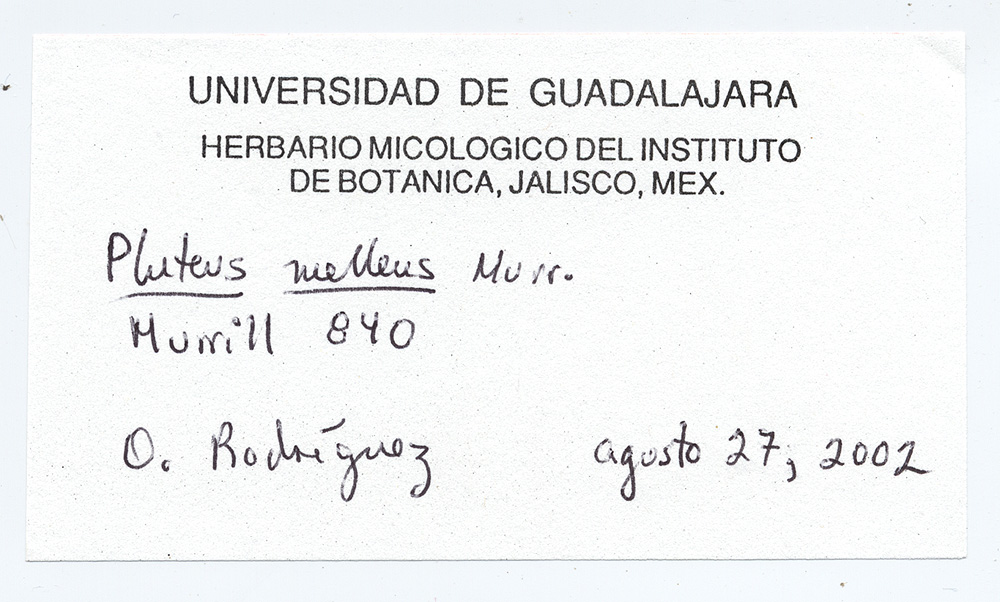 UNIVERSIDAD DE GUADALAJARA
HERBARIO MICOLOGICO DEL INSTITUTO
DE BOTANICA, JALISCO, MEX.
Pluteus melleus Murr.
Murrill 840
O. Rodríguez agosto 27, 2002